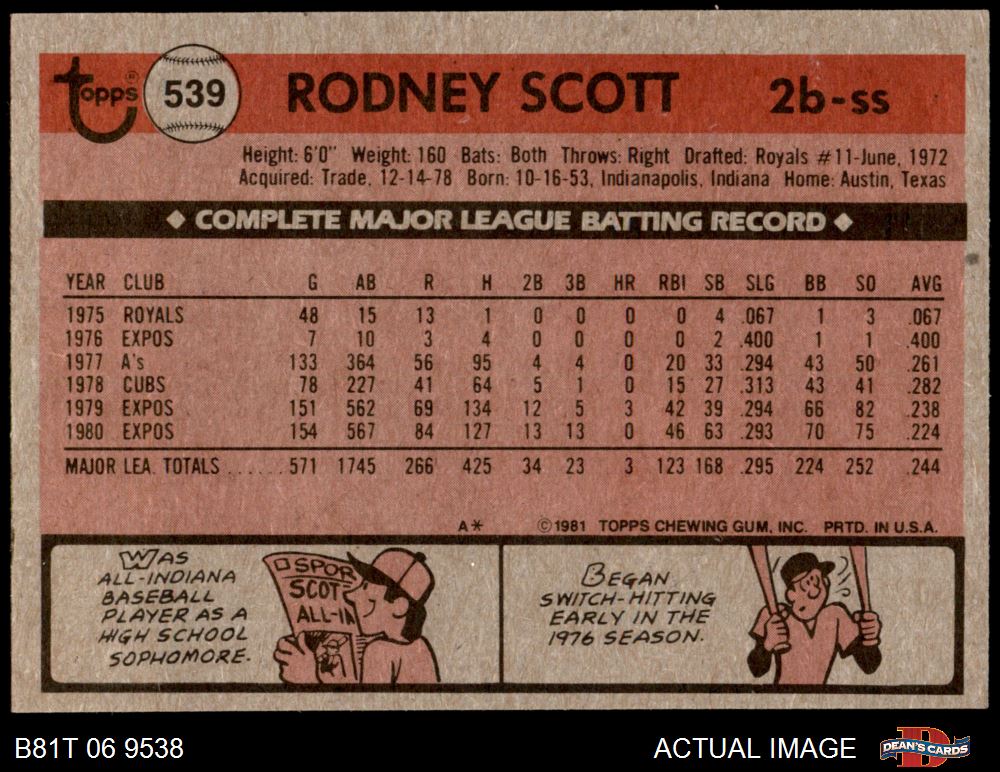 Topps® 539 RODNEY SCOTT 2b-ss
Height: 6'0" Weight: 160 Bats: Both Throws: Right Drafted: Royals #11-June, 1972
Acquired: Trade, 12-14-78 Born: 10-16-53, Indianapolis, Indiana Home: Austin, Texas
◆ COMPLETE MAJOR LEAGUE BATTING RECORD ◆
YEAR CLUB G AB R H 2B 3B HR RBI SB SLG BB SO AVG
1975 ROYALS 48 15 13 1 0 0 0 0 4 .067 1 3 .067
1976 EXPOS 7 10 3 4 0 0 0 0 2 .400 1 1 .400
1977 A's 133 364 56 95 4 4 0 20 33 .294 43 50 .261
1978 CUBS 78 227 41 64 5 1 0 15 27 .313 43 41 .282
1979 EXPOS 151 562 69 134 12 5 3 42 39 .294 66 82 .238
1980 EXPOS 154 567 84 127 13 13 0 46 63 .293 70 75 .224
MAJOR LEA. TOTALS ...... 571 1745 266 425 34 23 3 123 168 .295 224 252 .244
A* ©1981 TOPPS CHEWING GUM, INC. PRTD. IN U.S.A.
WAS
ALL-INDIANA
BASEBALL
PLAYER AS A
HIGH SCHOOL
SOPHOMORE.
SPOR
SCOT
ALL-IN
BEGAN
SWITCH-HITTING
EARLY IN THE
1976 SEASON.
B81T 06 9538 ACTUAL IMAGE DEAN'S CARDS